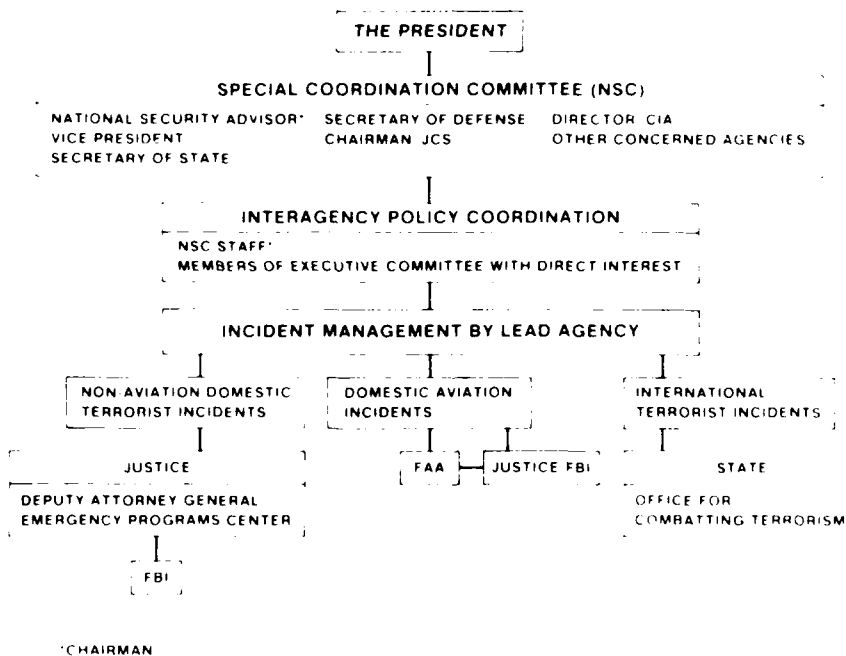 THE PRESIDENT
SPECIAL COORDINATION COMMITTEE (NSC)
NATIONAL SECURITY ADVISOR*
VICE PRESIDENT
SECRETARY OF STATE
SECRETARY OF DEFENSE
CHAIRMAN JCS
DIRECTOR CIA
OTHER CONCERNED AGENCIES
INTERAGENCY POLICY COORDINATION
NSC STAFF*
MEMBERS OF EXECUTIVE COMMITTEE WITH DIRECT INTEREST
INCIDENT MANAGEMENT BY LEAD AGENCY
NON-AVIATION DOMESTIC
TERRORIST INCIDENTS
JUSTICE
DEPUTY ATTORNEY GENERAL
EMERGENCY PROGRAMS CENTER
FBI
DOMESTIC AVIATION
INCIDENTS
FAA
JUSTICE FBI
INTERNATIONAL
TERRORIST INCIDENTS
STATE
OFFICE FOR
COMBATTING TERRORISM
*CHAIRMAN